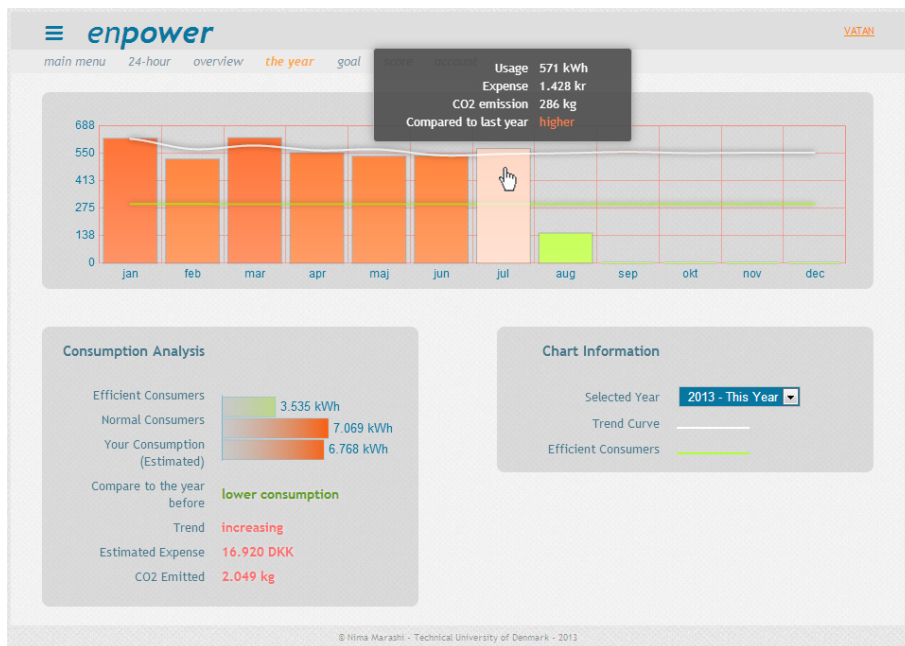 enpower
VATAN
main menu 24-hour overview the year goal
Usage 571 kWh
Expense 1.428 kr
CO2 emission 286 kg
Compared to last year higher
688
550
413
275
138
0
jan feb mar apr maj jun jul aug sep okt nov dec
Consumption Analysis
Efficient Consumers 3.535 kWh
Normal Consumers 7.069 kWh
Your Consumption 6.768 kWh
(Estimated)
Compare to the year
before lower consumption
Trend increasing
Estimated Expense 16.920 DKK
CO2 Emitted 2.049 kg
Chart Information
Selected Year 2013 - This Year
Trend Curve
Efficient Consumers
© Nima Marashi - Technical University of Denmark - 2013